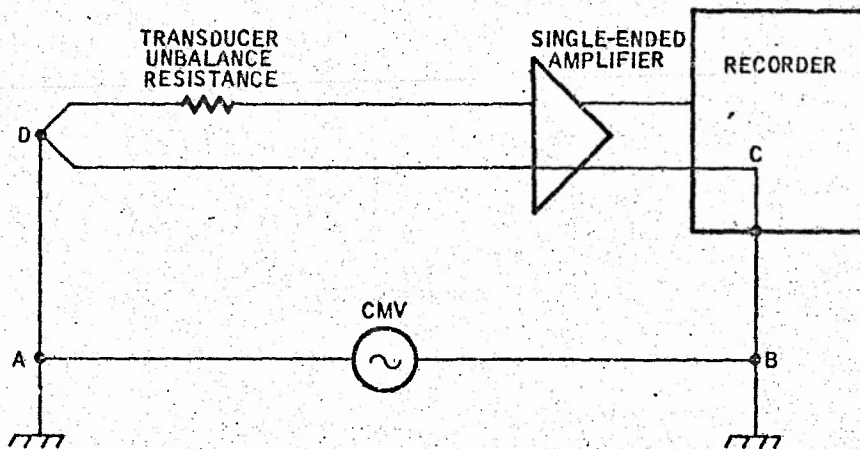 TRANSDUCER
UNBALANCE
RESISTANCE
SINGLE-ENDED
AMPLIFIER
RECORDER
D
C
CMV
A
B